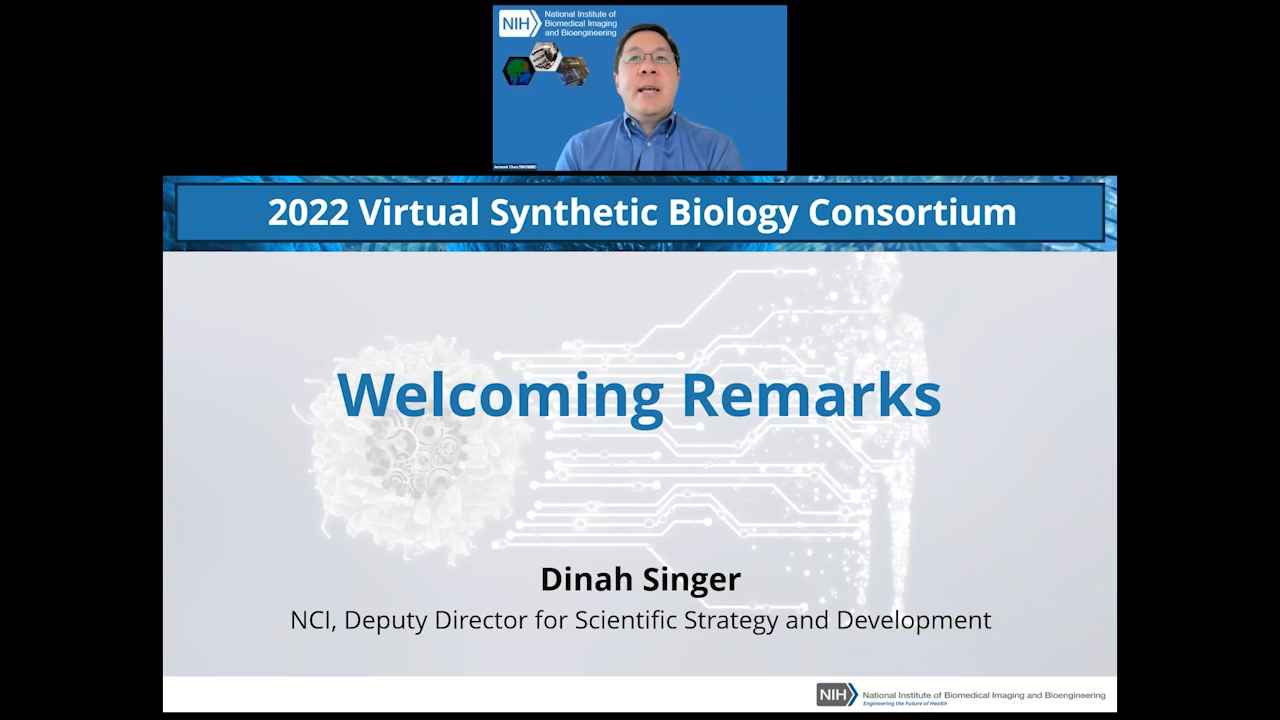 NIH
National Institute of
Biomedical Imaging
and Bioengineering
2022 Virtual Synthetic Biology Consortium
Welcoming Remarks
Dinah Singer
NCI, Deputy Director for Scientific Strategy and Development
NIH
National Institute of Biomedical Imaging and Bioengineering
Engineering the Future of Health